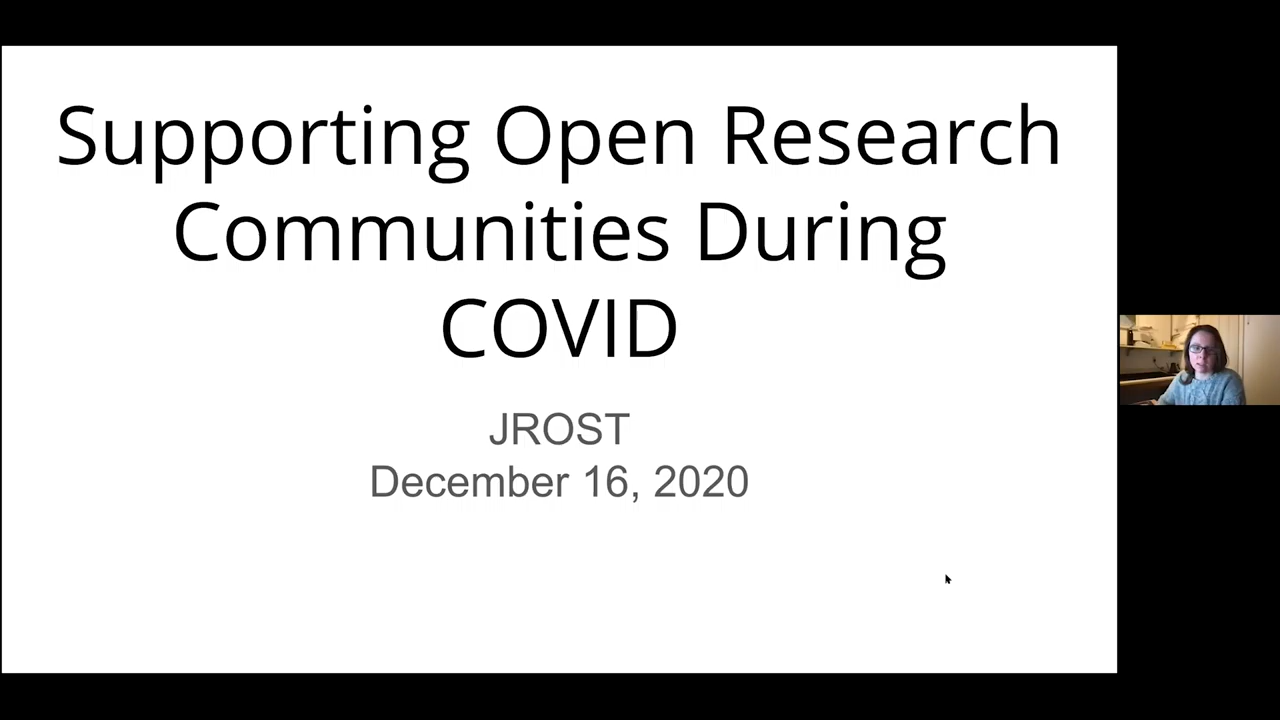 Supporting Open Research
Communities During
COVID
JROST
December 16, 2020